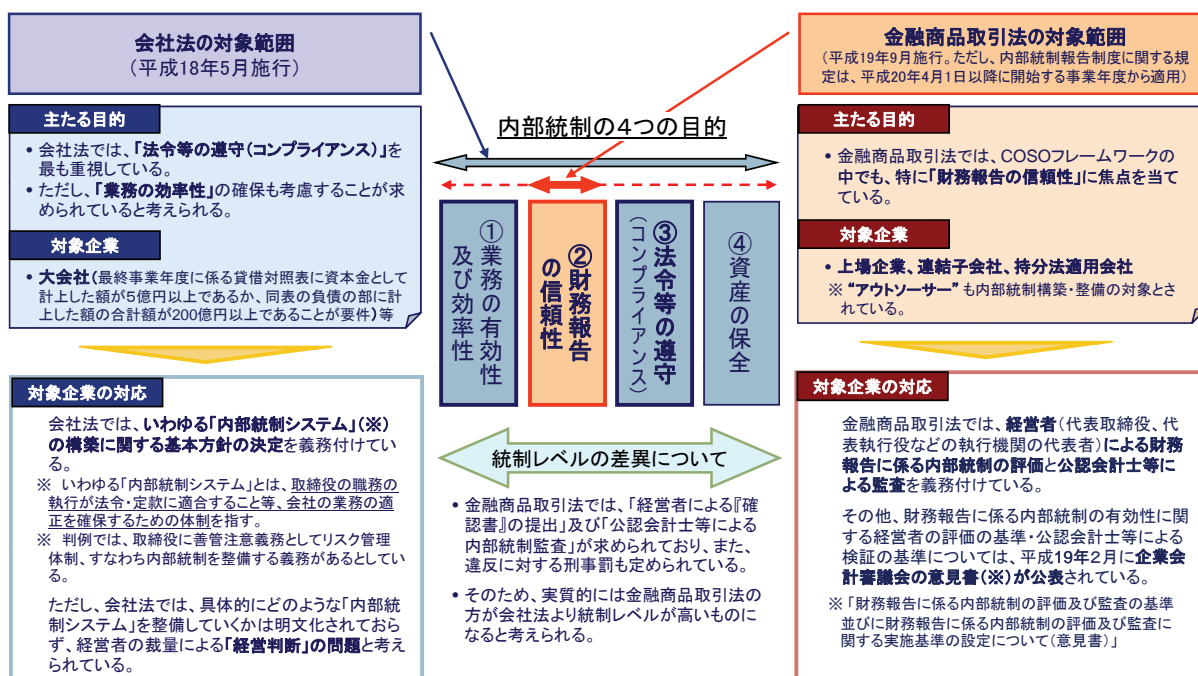 会社法の対象範囲
(平成18年5月施行)
主たる目的
• 会社法では、「法令等の遵守(コンプライアンス)」を
最も重視している。
• ただし、「業務の効率性」の確保も考慮することが求
められていると考えられる。
対象企業
• 大会社(最終事業年度に係る貸借対照表に資本金として
計上した額が5億円以上であるか、同表の負債の部に計
上した額の合計額が200億円以上であることが要件)等
対象企業の対応
会社法では、いわゆる「内部統制システム」(※)
の構築に関する基本方針の決定を義務付けてい
る。
※ いわゆる「内部統制システム」とは、取締役の職務の
執行が法令・定款に適合すること等、会社の業務の適
正を確保するための体制を指す。
※ 判例では、取締役に善管注意義務としてリスク管理
体制、すなわち内部統制を整備する義務があるとしてい
る。
ただし、会社法では、具体的にどのような「内部統
制システム」を整備していくかは明文化されておら
ず、経営者の裁量による「経営判断」の問題と考え
られている。
内部統制の4つの目的
①業務の有効性
及び効率性
②財務報告
の信頼性
③法令等の遵守
(コンプライアンス)
④資産の保全
統制レベルの差異について
• 金融商品取引法では、「経営者による『確
認書』の提出」及び「公認会計士等による
内部統制監査」が求められており、また、
違反に対する刑事罰も定められている。
• そのため、実質的には金融商品取引法の
方が会社法より統制レベルが高いものに
なると考えられる。
金融商品取引法の対象範囲
(平成19年9月施行。ただし、内部統制報告制度に関する規
定は、平成20年4月1日以降に開始する事業年度から適用)
主たる目的
• 金融商品取引法では、COSOフレームワークの
中でも、特に「財務報告の信頼性」に焦点を当て
ている。
対象企業
• 上場企業、連結子会社、持分法適用会社
※ “アウトソーサー” も内部統制構築・整備の対象とさ
れている。
対象企業の対応
金融商品取引法では、経営者(代表取締役、代
表執行役などの執行機関の代表者)による財務
報告に係る内部統制の評価と公認会計士等に
よる監査を義務付けている。
その他、財務報告に係る内部統制の有効性に関
する経営者の評価の基準・公認会計士等による
検証の基準については、平成19年2月に企業会
計審議会の意見書(※)が公表されている。
※「財務報告に係る内部統制の評価及び監査の基準
並びに財務報告に係る内部統制の評価及び監査に
関する実施基準の設定について(意見書)」